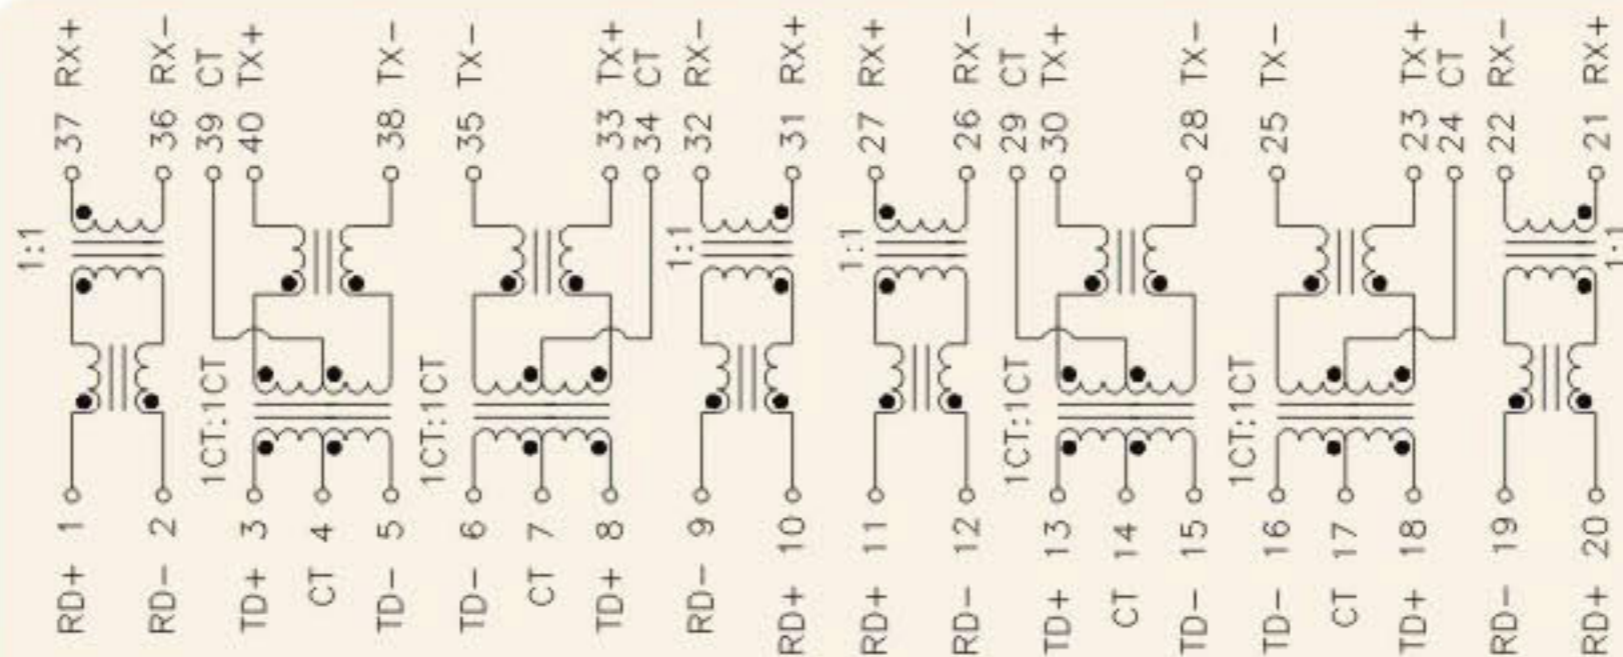 37 RX+
36 RX-
39 CT
40 TX+
38 TX-
35 TX-
33 TX+
34 CT
32 RX-
31 RX+
27 RX+
26 RX-
29 CT
30 TX+
28 TX-
25 TX-
23 TX+
24 CT
22 RX-
21 RX+
1:1
1CT:1CT
1CT:1CT
1:1
1:1
1CT:1CT
1CT:1CT
1:1
RD+ 1
RD- 2
TD+ 3
CT 4
TD- 5
TD- 6
CT 7
TD+ 8
RD- 9
RD+ 10
RD+ 11
RD- 12
TD+ 13
CT 14
TD- 15
TD- 16
CT 17
TD+ 18
RD- 19
RD+ 20